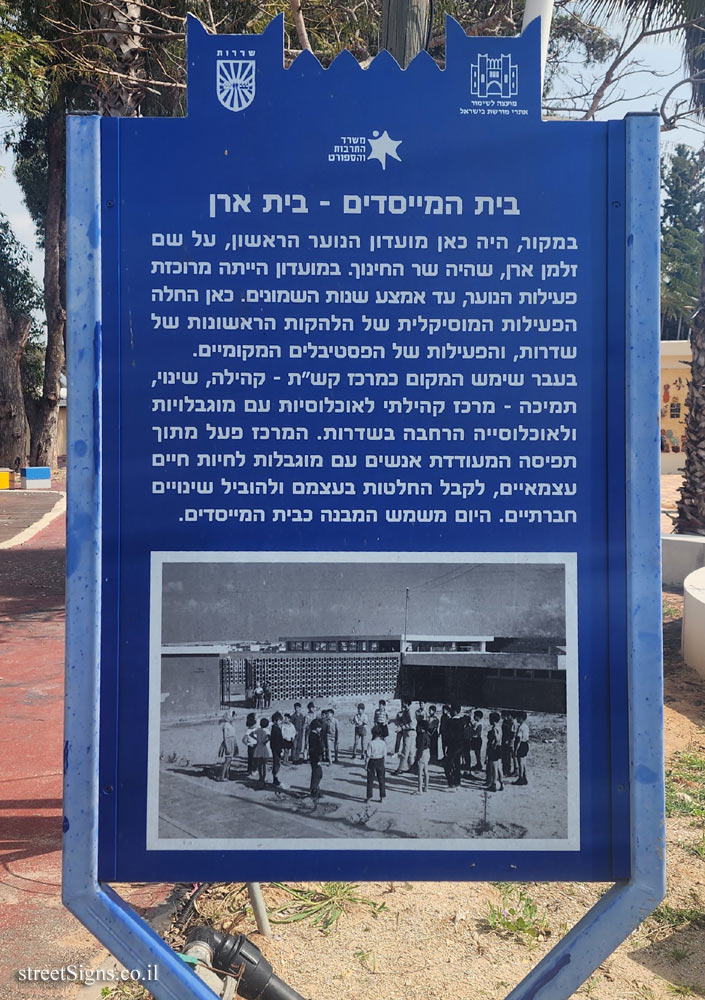 שדרות
מועצה לשימור
אתרי מורשת בישראל
משרד
התרבות
והספורט
בית המייסדים - בית ארן
במקור, היה כאן מועדון הנוער הראשון, על שם
זלמן ארן, שהיה שר החינוך. במועדון הייתה מרוכזת
פעילות הנוער, עד אמצע שנות השמונים. כאן החלה
הפעילות המוסיקלית של הלהקות הראשונות של
שדרות, והפעילות של הפסטיבלים המקומיים.
בעבר שימש המקום כמרכז קש"ת - קהילה, שינוי,
תמיכה - מרכז קהילתי לאוכלוסיות עם מוגבלויות
ולאוכלוסייה הרחבה בשדרות. המרכז פעל מתוך
תפיסה המעודדת אנשים עם מוגבלות לחיות חיים
עצמאיים, לקבל החלטות בעצמם ולהוביל שינויים
חברתיים. היום משמש המבנה כבית המייסדים.
streetSigns.co.il